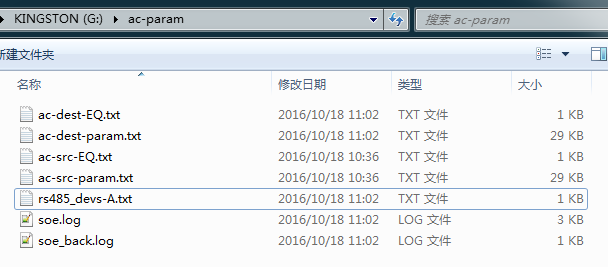 KINGSTON (G:) ac-param 搜索 ac-param
新建文件夹
名称 修改日期 类型 大小
ac-dest-EQ.txt 2016/10/18 11:02 TXT 文件 1 KB
ac-dest-param.txt 2016/10/18 11:02 TXT 文件 29 KB
ac-src-EQ.txt 2016/10/18 10:36 TXT 文件 1 KB
ac-src-param.txt 2016/10/18 10:36 TXT 文件 29 KB
rs485_devs-A.txt 2016/10/18 11:02 TXT 文件 1 KB
soe.log 2016/10/18 11:02 LOG 文件 3 KB
soe_back.log 2016/10/18 11:02 LOG 文件 1 KB